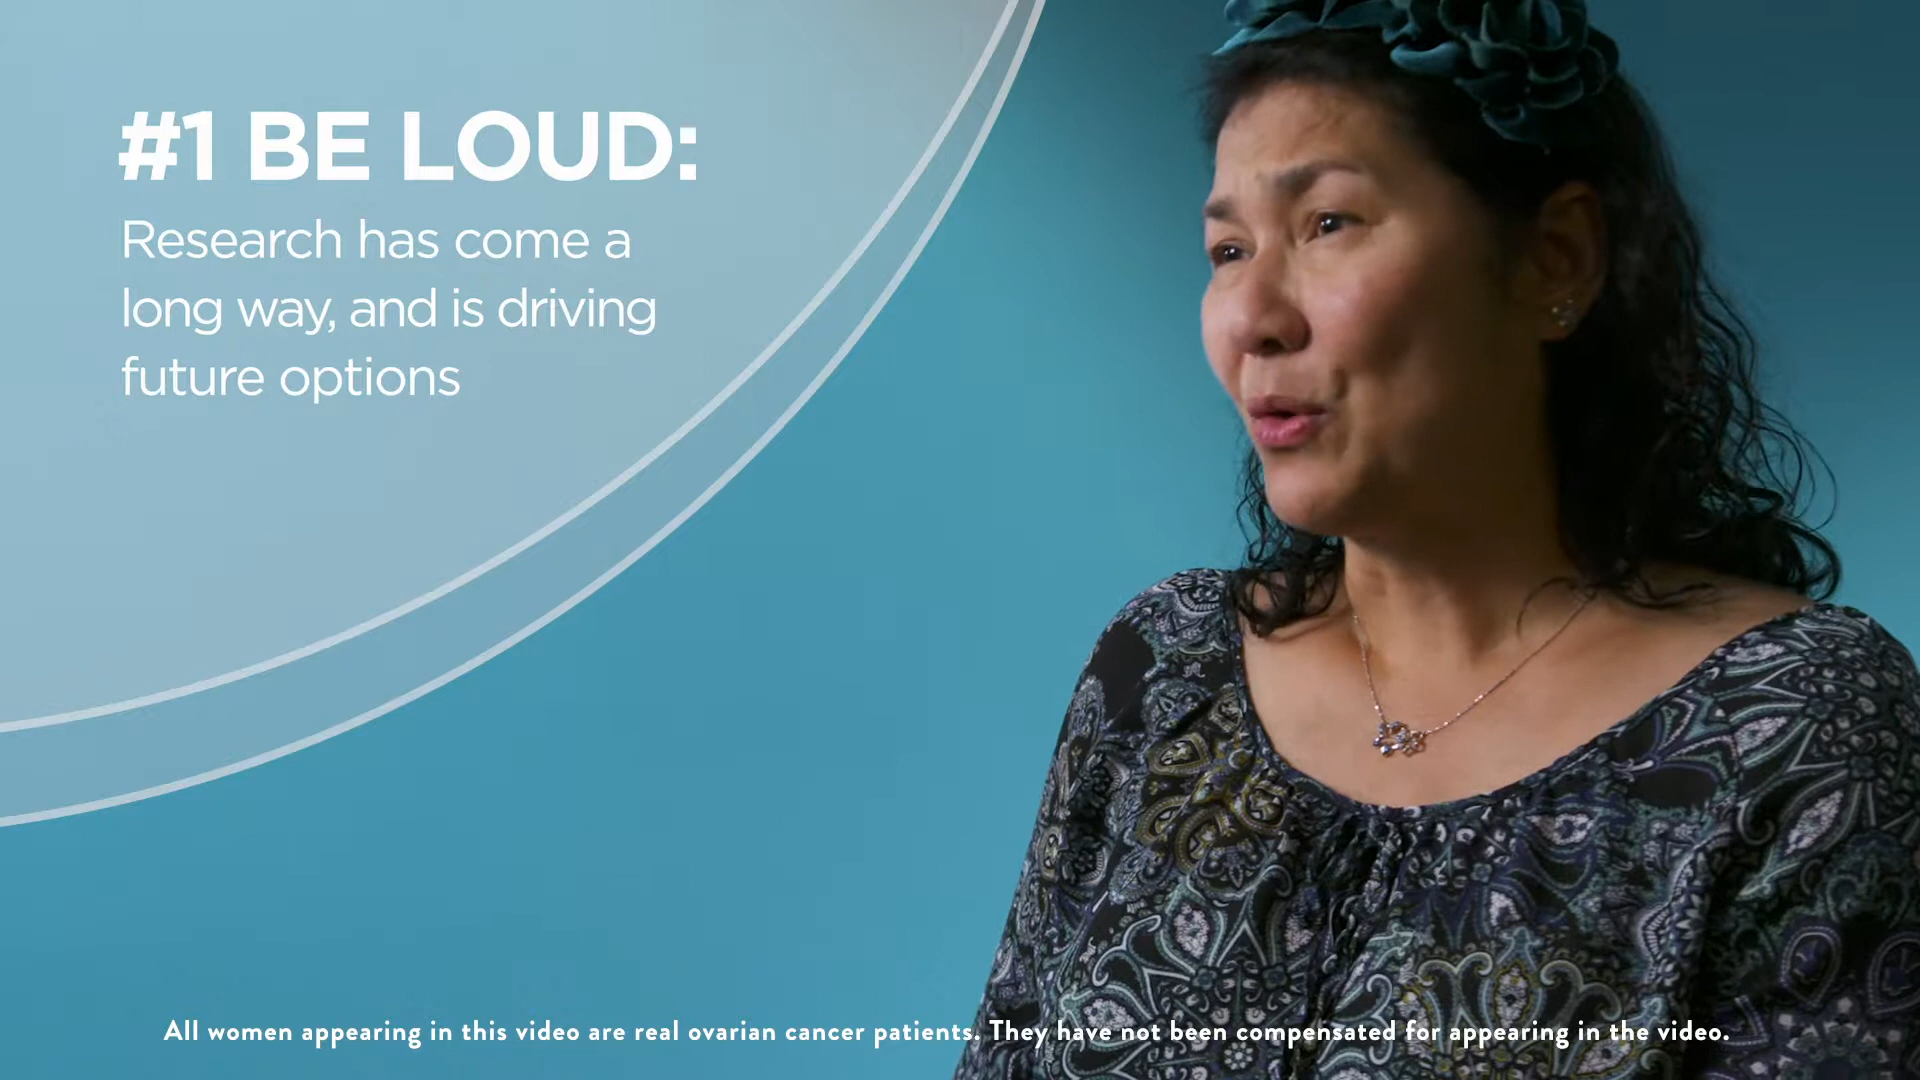 #1 BE LOUD:
Research has come a
long way, and is driving
future options
All women appearing in this video are real ovarian cancer patients. They have not been compensated for appearing in the video.